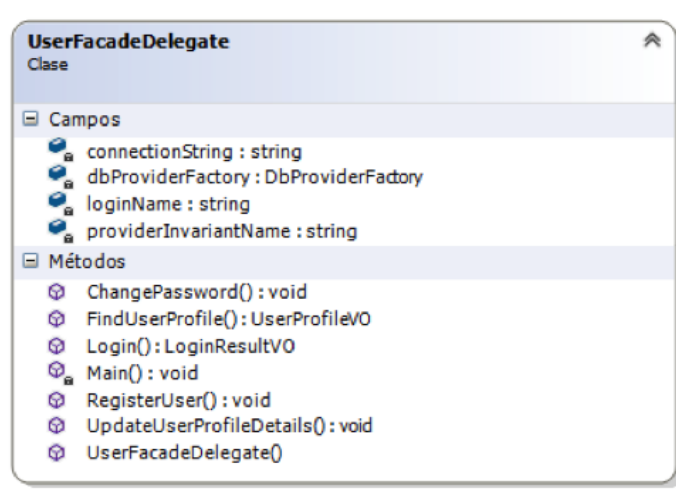 UserFacadeDelegate
Clase
Campos
connectionString : string
dbProviderFactory : DbProviderFactory
loginName : string
providerInvariantName : string
Métodos
ChangePassword() : void
FindUserProfile() : UserProfileVO
Login() : LoginResultVO
Main() : void
RegisterUser() : void
UpdateUserProfileDetails() : void
UserFacadeDelegate()